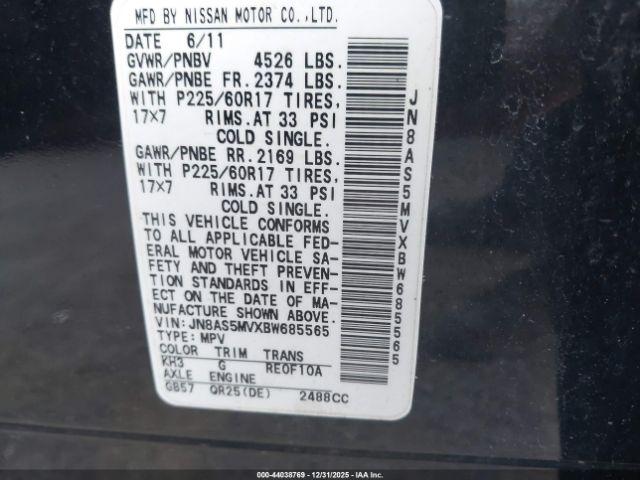 MFD BY NISSAN MOTOR CO.,LTD.
DATE 6/11
GVWR/PNBV 4526 LBS.
GAWR/PNBE FR. 2374 LBS.
WITH P225/60R17 TIRES,
17×7 RIMS.AT 33 PSI
COLD SINGLE.
GAWR/PNBE RR. 2169 LBS.
WITH P225/60R17 TIRES,
17×7 RIMS.AT 33 PSI
COLD SINGLE.
THIS VEHICLE CONFORMS
TO ALL APPLICABLE FED-
ERAL MOTOR VEHICLE SA-
FETY AND THEFT PREVEN-
TION STANDARDS IN EFF-
ECT ON THE DATE OF MA-
NUFACTURE SHOWN ABOVE.
VIN:JN8AS5MVXBW685565
TYPE:MPV
COLOR TRIM TRANS
KH3 G RE0F10A
AXLE ENGINE
GB57 QR25(DE) 2488CC
JN8AS5MVXBW685565
000-44038769 - 12/31/2025 - IAA Inc.